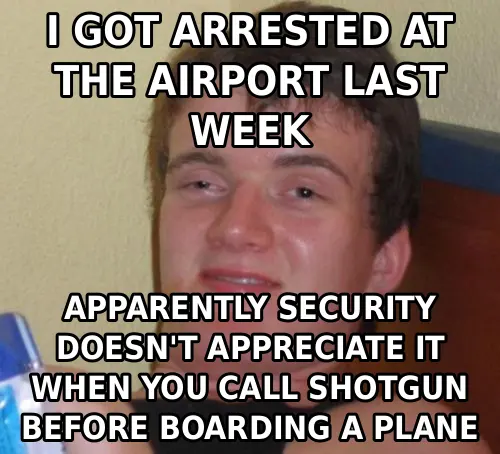 I GOT ARRESTED AT
THE AIRPORT LAST
WEEK
APPARENTLY SECURITY
DOESN'T APPRECIATE IT
WHEN YOU CALL SHOTGUN
BEFORE BOARDING A PLANE